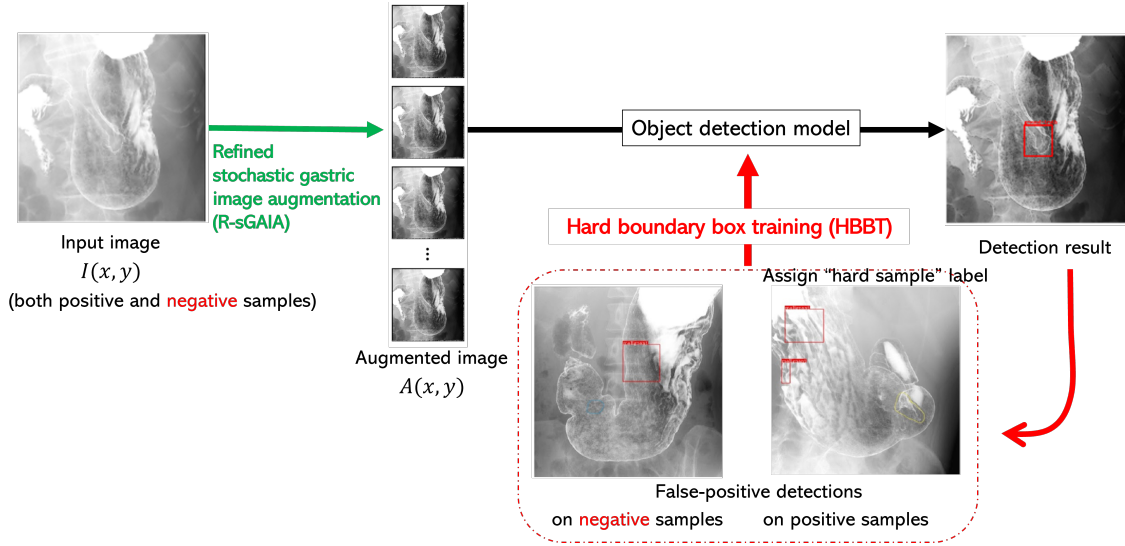 Input image
I(x, y)
(both positive and negative samples)
Refined
stochastic gastric
image augmentation
(R-sGAIA)
...
Augmented image
A(x, y)
Object detection model
Hard boundary box training (HBBT)
Detection result
Assign “hard sample” label
False-positive detections
on negative samples
on positive samples